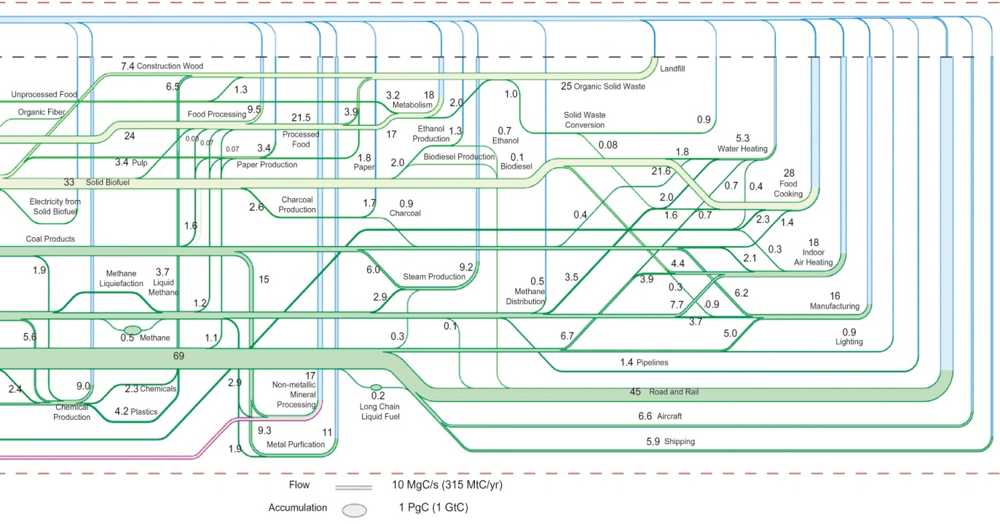 7.4 Construction Wood
Landfill
6.5
1.3
25 Organic Solid Waste
Unprocessed Food
3.2
18
Metabolism
2.0
1.0
Organic Fiber
Food Processing
9.5
21.5
3.9
Solid Waste
Conversion
0.9
24
0.08
0.07
0.07
Processed
Food
17
Ethanol
Production
1.3
0.7
Ethanol
0.08
5.3
Water Heating
3.4 Pulp
3.4
Paper Production
1.8
Paper
2.0
Biodiesel Production
0.1
Biodiesel
1.8
33 Solid Biofuel
21.6
28
Food
Cooking
0.7
0.4
Electricity from
Solid Biofuel
2.6
Charcoal
Production
1.7
0.9
Charcoal
2.0
0.4
1.6
0.7
2.3
1.4
1.6
Coal Products
18
Indoor
Air Heating
0.3
2.1
1.9
Methane
Liquiefaction
3.7
Liquid
Methane
15
6.0
Steam Production
9.2
4.4
0.5
Methane
Distribution
3.5
3.9
0.3
6.2
2.9
1.2
7.7
0.9
3.7
16
Manufacturing
5.6
0.5 Methane
1.1
0.3
0.1
6.7
5.0
0.9
Lighting
69
1.4 Pipelines
2.4
9.0
Chemical
Production
2.3 Chemicals
4.2 Plastics
2.9
17
Non-metallic
Mineral
Processing
0.2
Long Chain
Liquid Fuel
45 Road and Rail
6.6 Aircraft
9.3
11
Metal Purfication
1.9
5.9 Shipping
Flow 10 MgC/s (315 MtC/yr)
Accumulation 1 PgC (1 GtC)